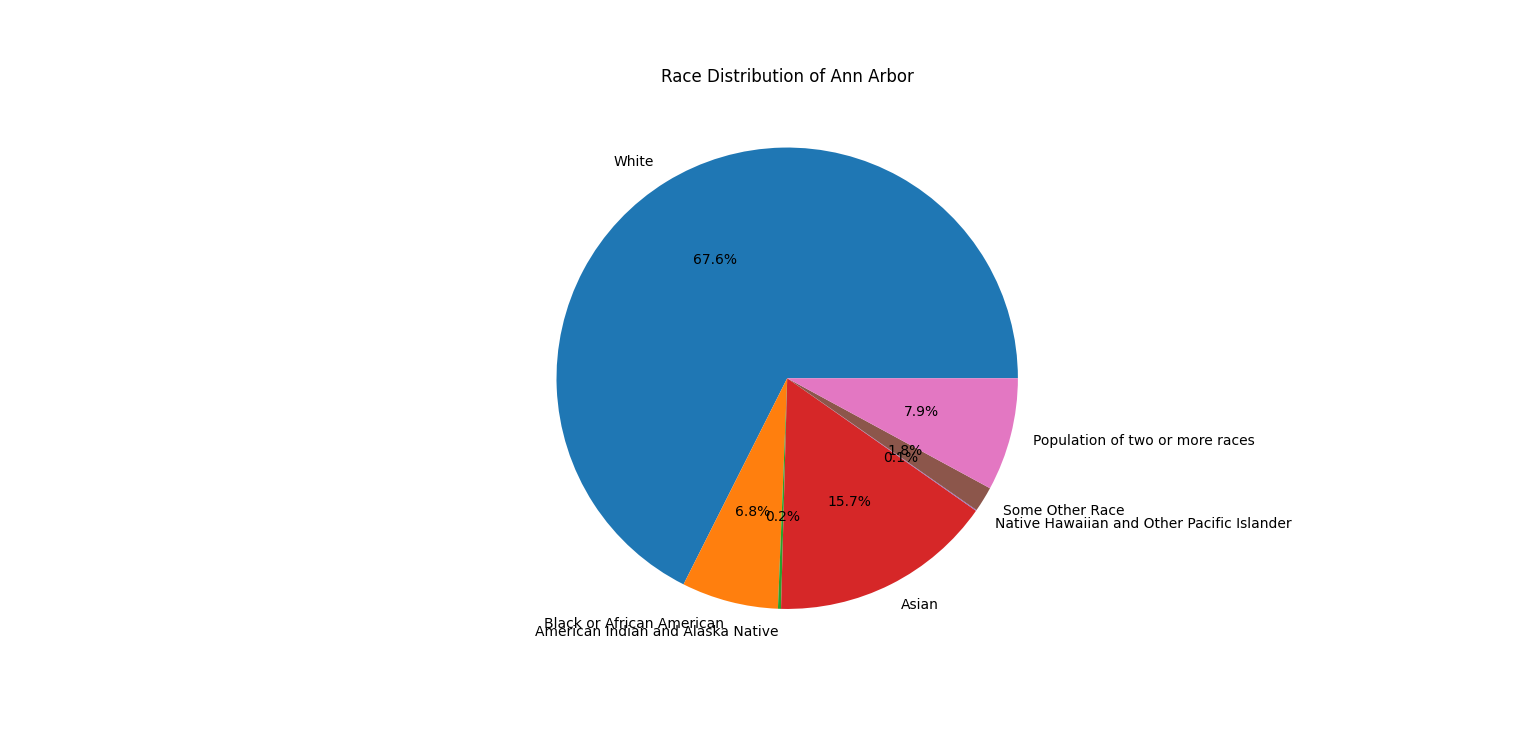 Race Distribution of Ann Arbor
White
67.6%
7.9%
Population of two or more races
1.8%
0.1%
15.7%
6.8%
0.2%
Some Other Race
Native Hawaiian and Other Pacific Islander
Asian
Black or African American
American Indian and Alaska Native